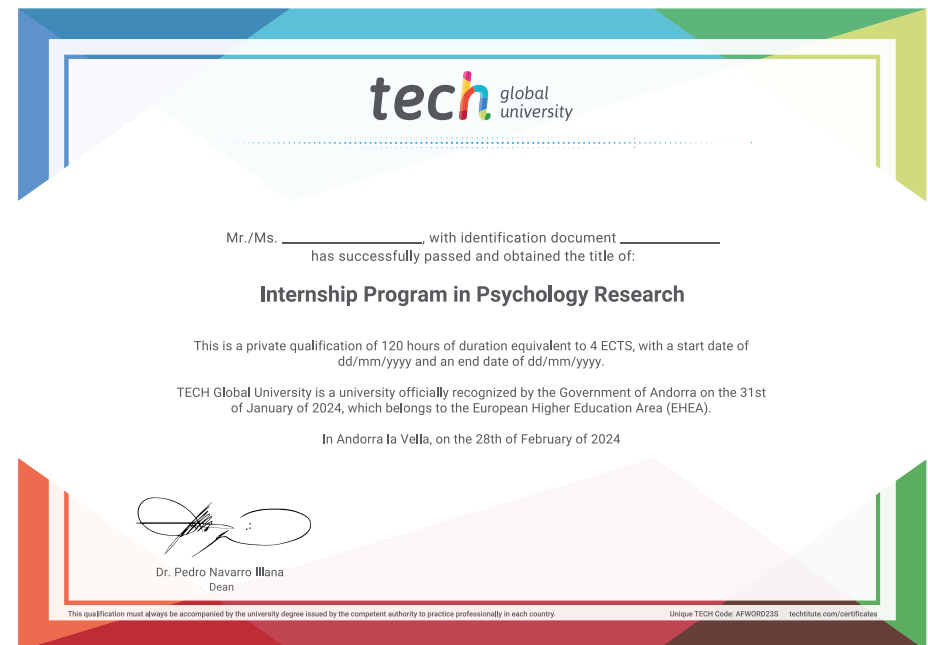 tech global university
Mr./Ms. ____________________, with identification document ______________
has successfully passed and obtained the title of:
Internship Program in Psychology Research
This is a private qualification of 120 hours of duration equivalent to 4 ECTS, with a start date of
dd/mm/yyyy and an end date of dd/mm/yyyy.
TECH Global University is a university officially recognized by the Government of Andorra on the 31st
of January of 2024, which belongs to the European Higher Education Area (EHEA).
In Andorra la Vella, on the 28th of February of 2024
Dr. Pedro Navarro Illana
Dean
This qualification must always be accompanied by the university degree issued by the competent authority to practice professionally in each country. Unique TECH Code: AFWORD23S techtitute.com/certificates